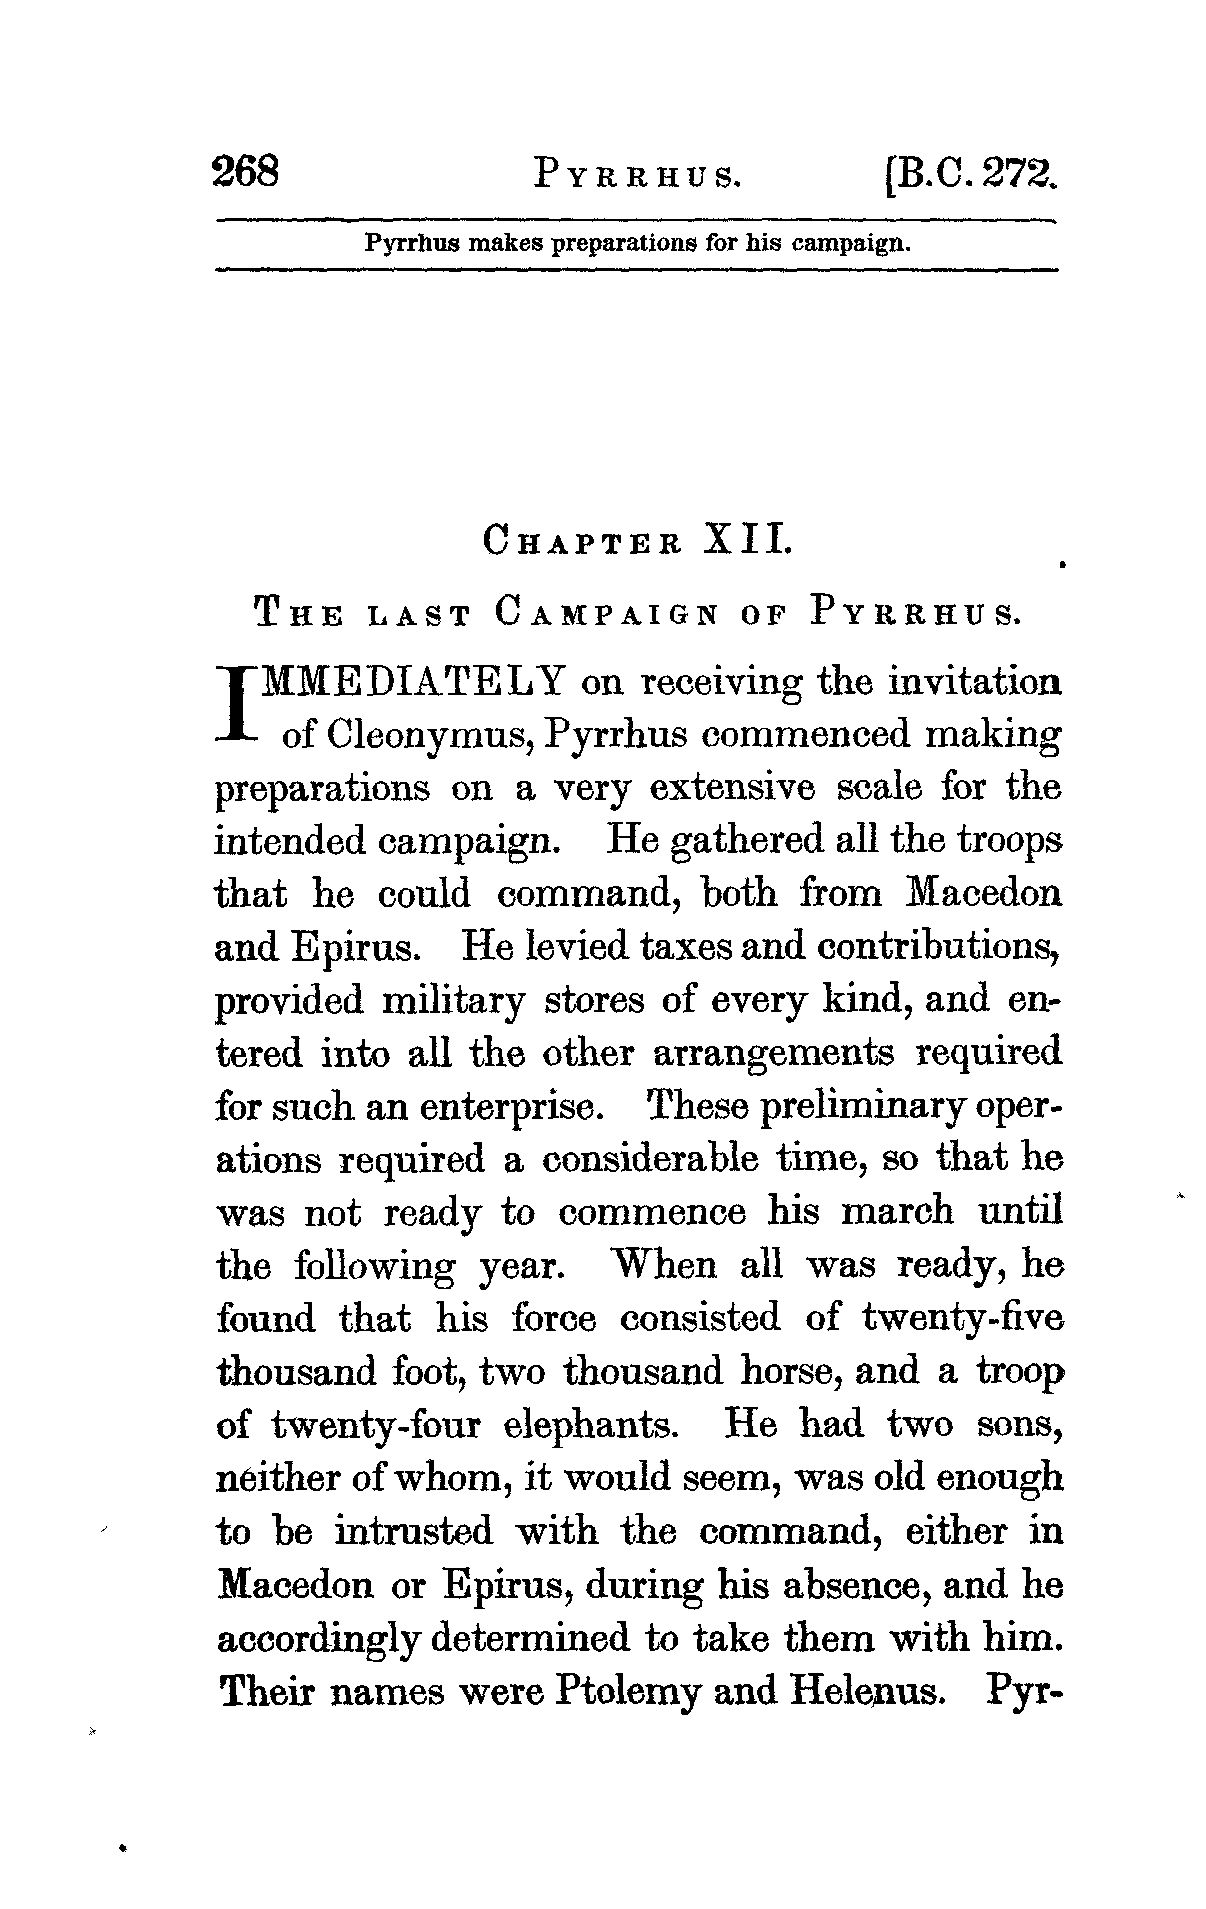 268 PYRRHUS. [B.C. 272.
Pyrrhus makes preparations for his campaign.
CHAPTER XII.
THE LAST CAMPAIGN OF PYRRHUS.
IMMEDIATELY on receiving the invitation
of Cleonymus, Pyrrhus commenced making
preparations on a very extensive scale for the
intended campaign. He gathered all the troops
that he could command, both from Macedon
and Epirus. He levied taxes and contributions,
provided military stores of every kind, and en-
tered into all the other arrangements required
for such an enterprise. These preliminary oper-
ations required a considerable time, so that he
was not ready to commence his march until
the following year. When all was ready, he
found that his force consisted of twenty-five
thousand foot, two thousand horse, and a troop
of twenty-four elephants. He had two sons,
neither of whom, it would seem, was old enough
to be intrusted with the command, either in
Macedon or Epirus, during his absence, and he
accordingly determined to take them with him.
Their names were Ptolemy and Helenus. Pyr-